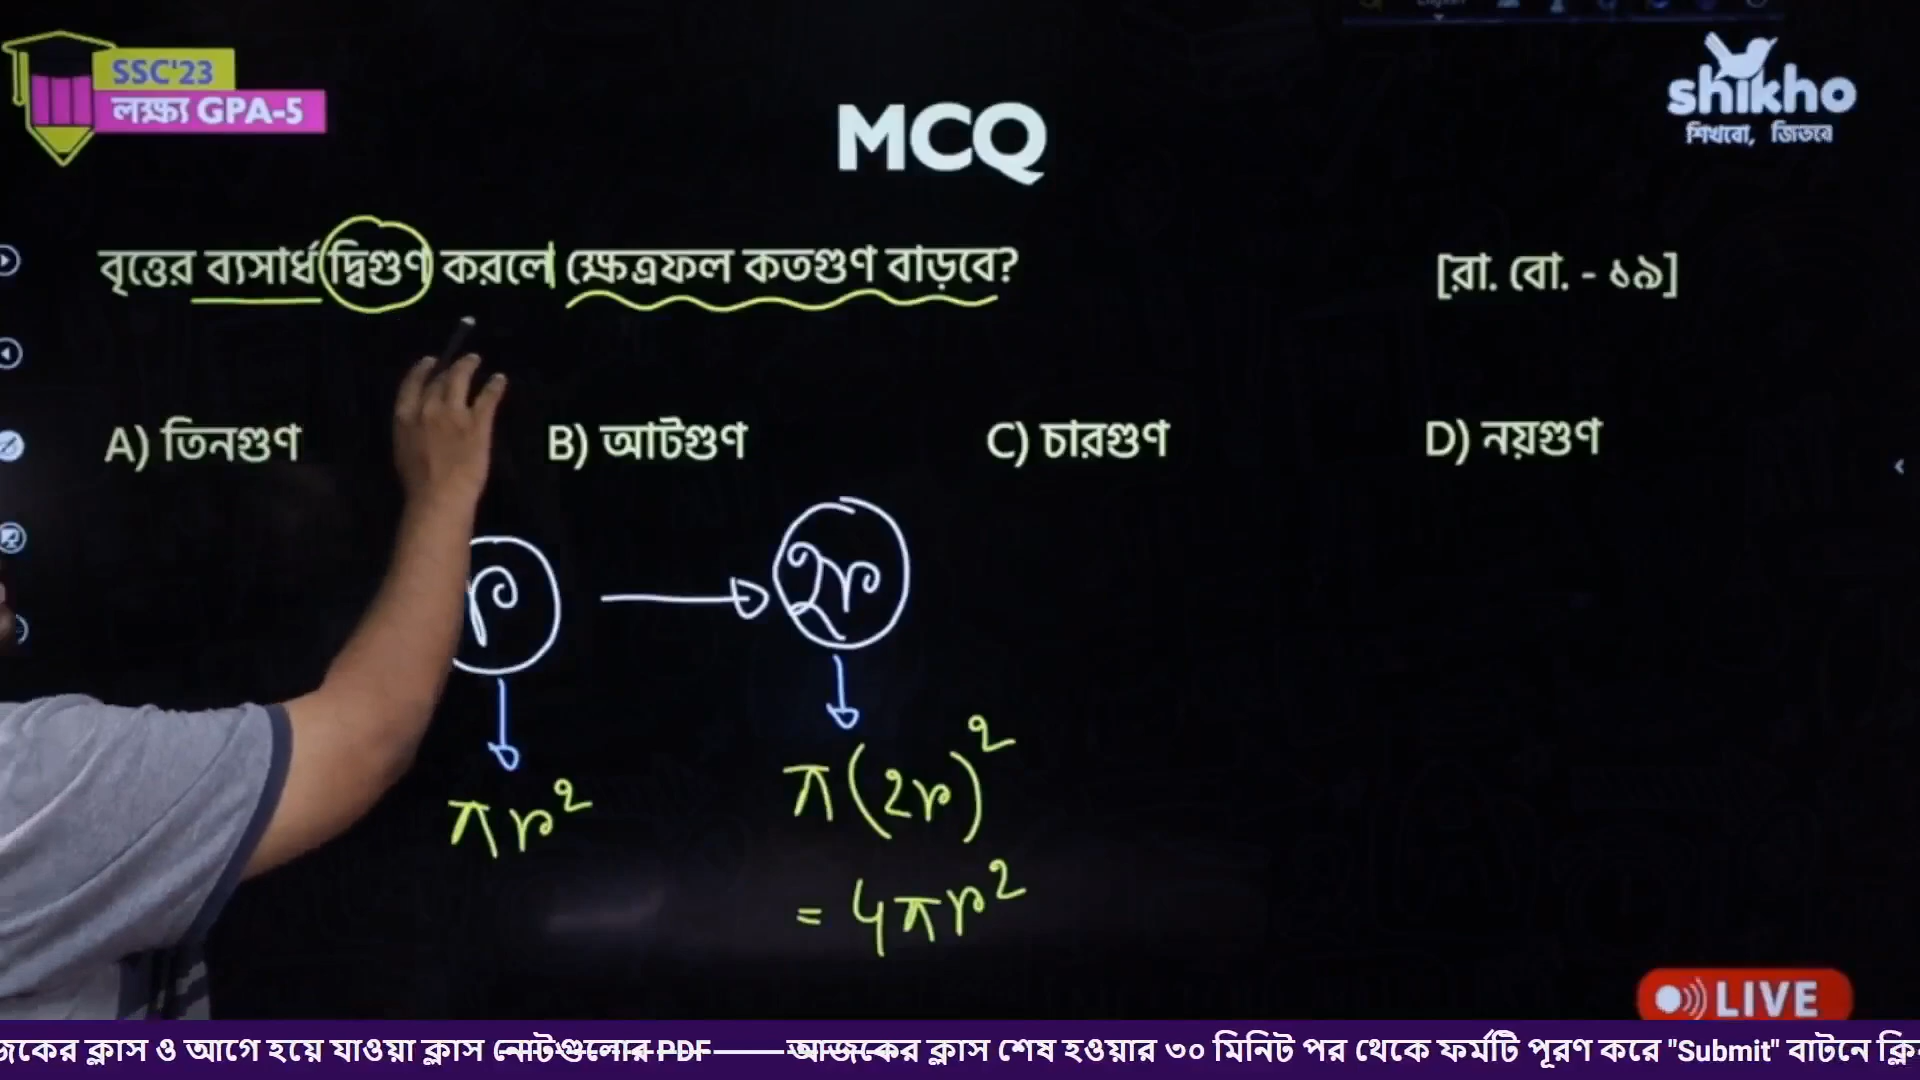 SSC'23
লক্ষ্য GPA-5
shikho
শিখবো, জিতবে
MCQ
বৃত্তের ব্যসার্ধ দ্বিগুণ করলে ক্ষেত্রফল কতগুণ বাড়বে?
[রা. বো. - ১৯]
A) তিনগুণ
B) আটগুণ
C) চারগুণ
D) নয়গুণ
r
2r
πr²
π(2r)²
= 4πr²
LIVE
ক্লাস ও আগে হয়ে যাওয়া ক্লাস নোটগুলোর PDF আজকের ক্লাস শেষ হওয়ার ৩০ মিনিট পর থেকে ফর্মটি পূরণ করে "Submit" বাটনে